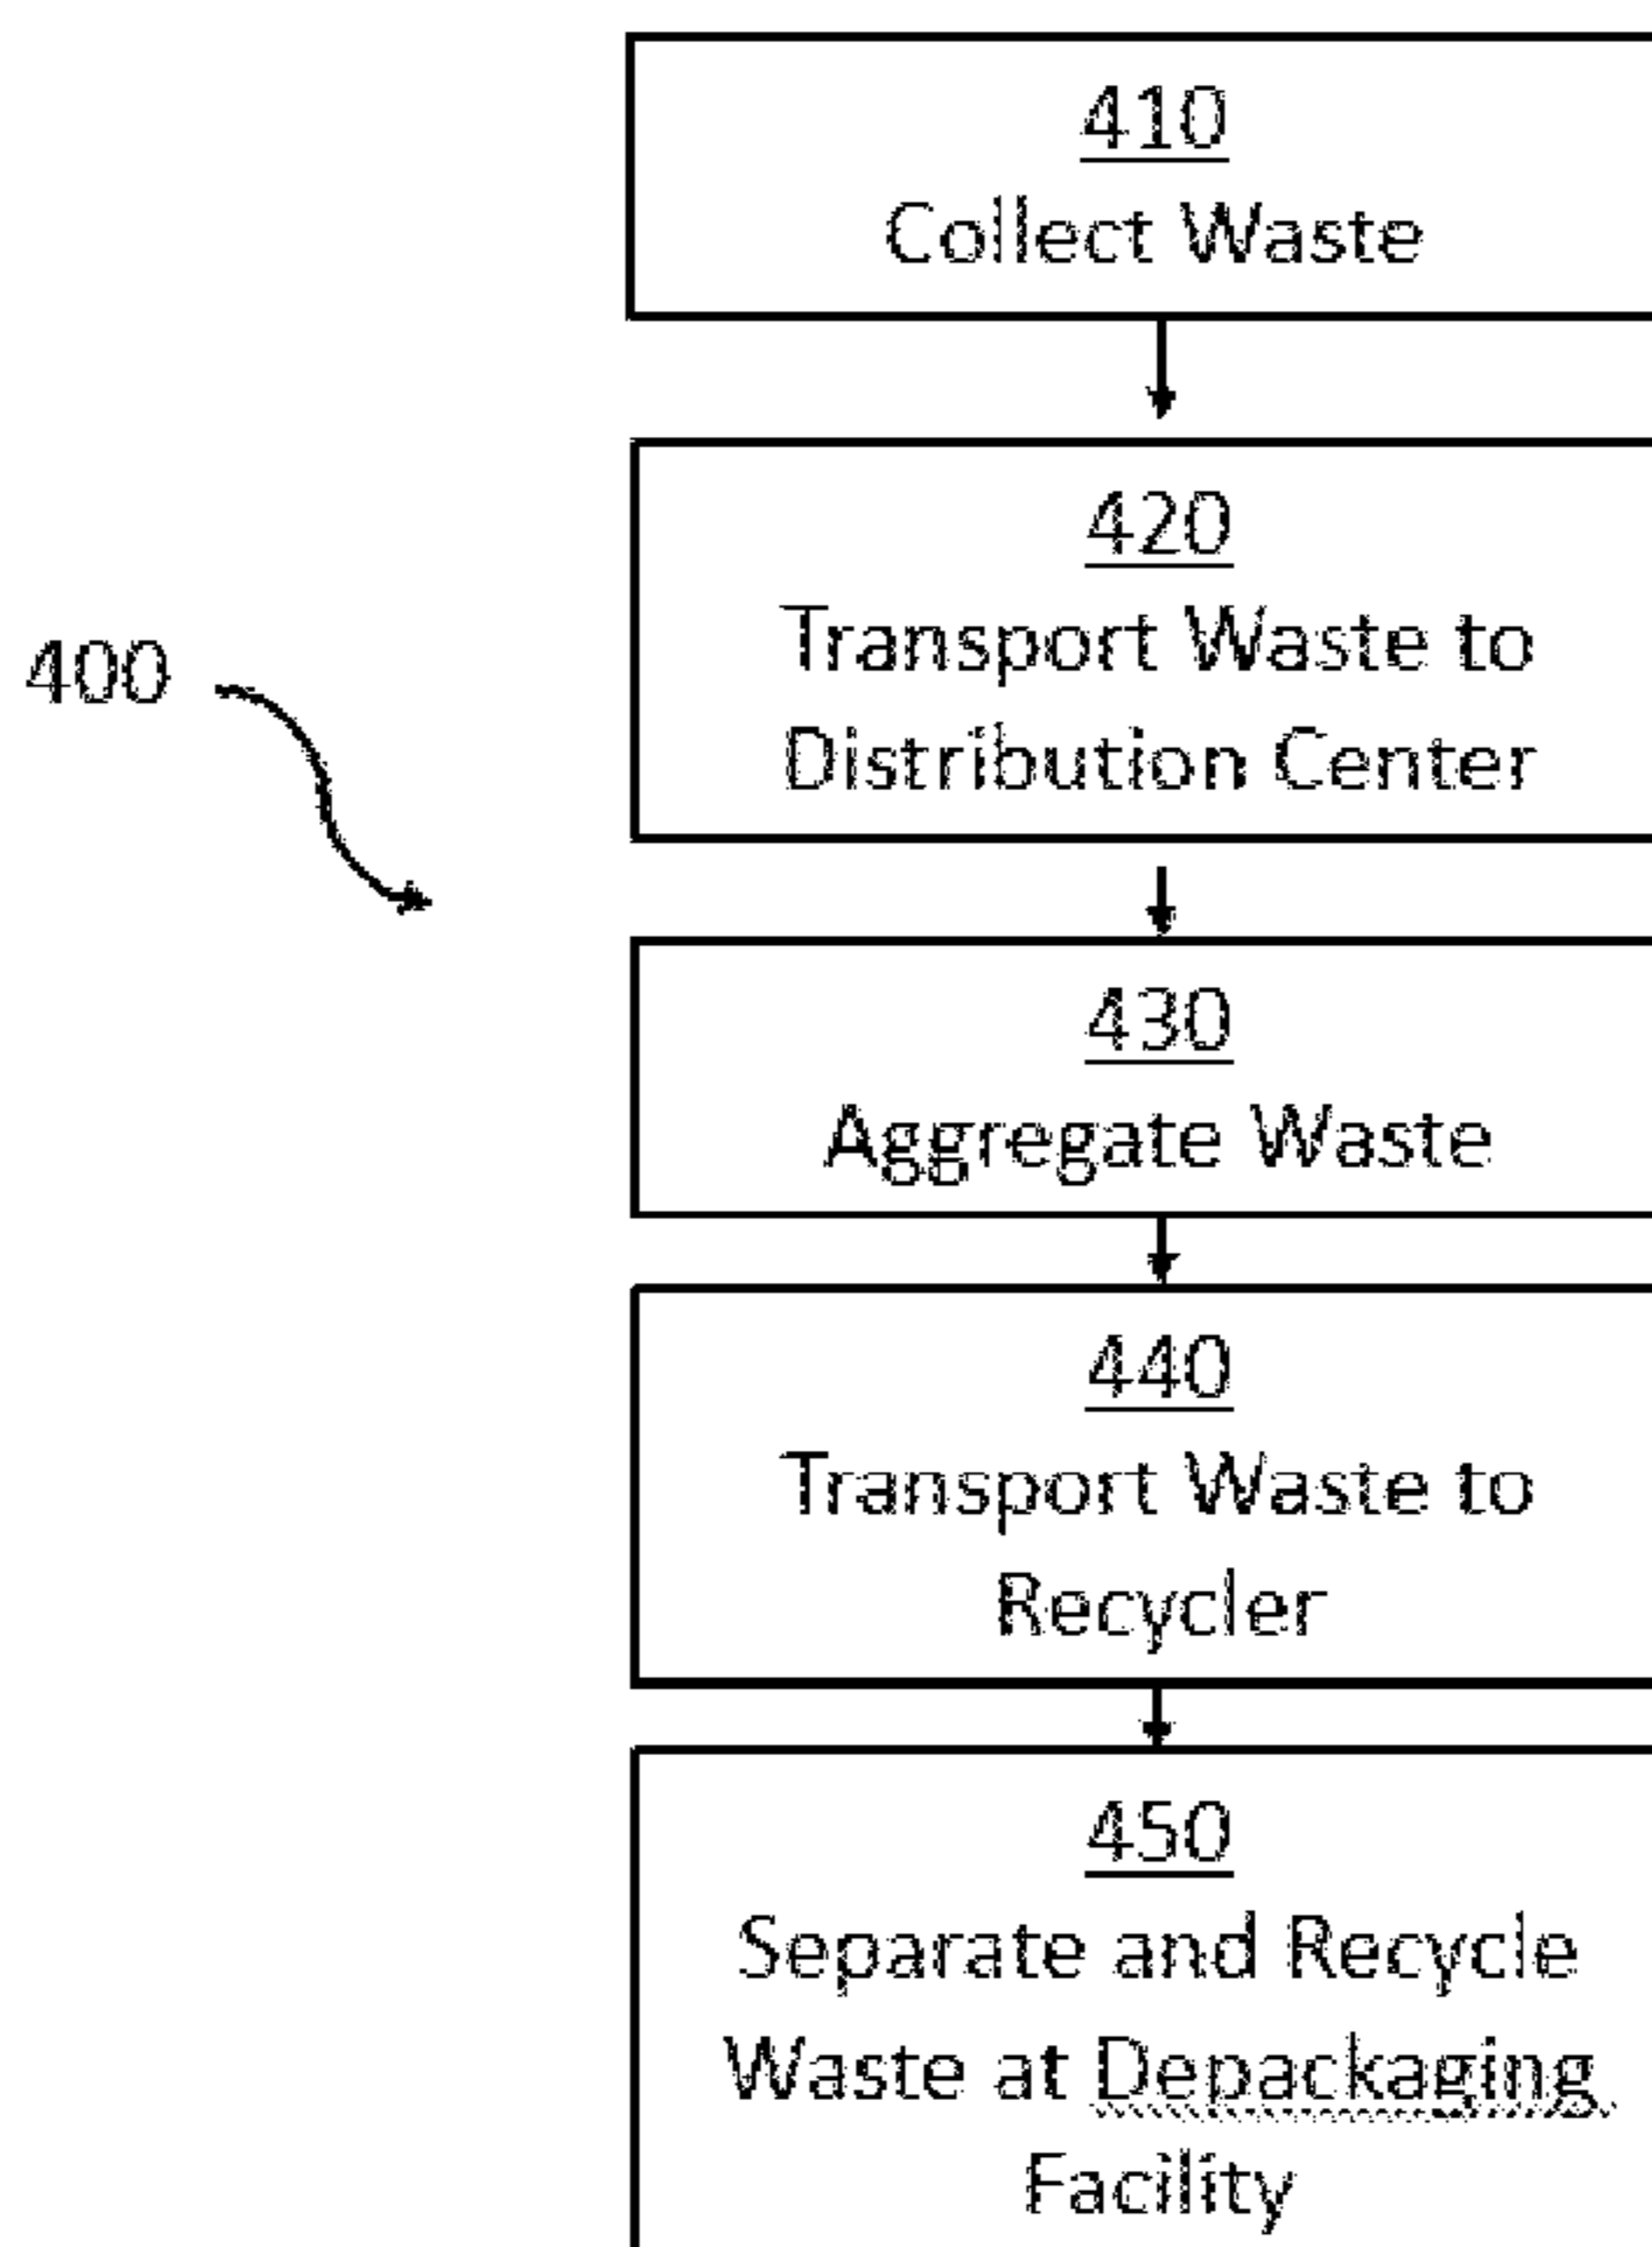 410
Collect Waste
420
Transport Waste to
Distribution Center
400
430
Aggregate Waste
440
Transport Waste to
Recycler
450
Separate and Recycle
Waste at Depackaging
Facility